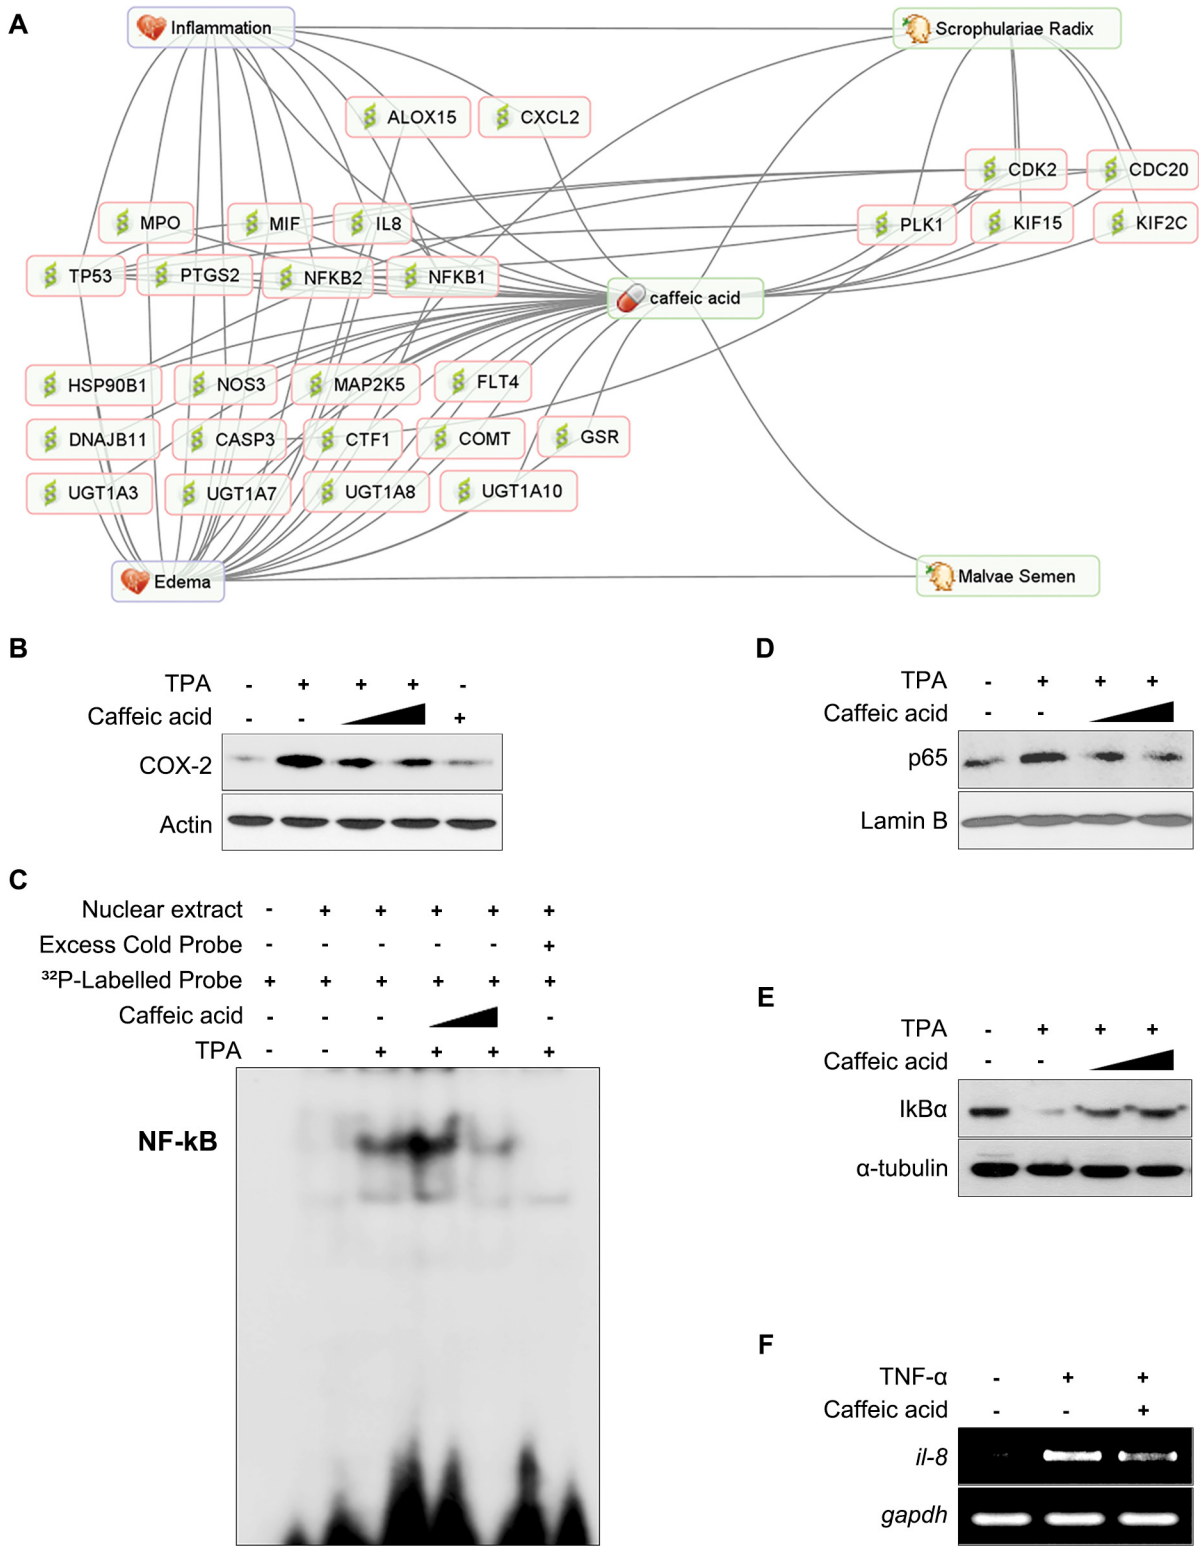 A
Inflammation
Scrophulariae Radix
ALOX15
CXCL2
CDK2
CDC20
MPO
MIF
IL8
PLK1
KIF15
KIF2C
TP53
PTGS2
NFKB2
NFKB1
caffeic acid
HSP90B1
NOS3
MAP2K5
FLT4
DNAJB11
CASP3
CTF1
COMT
GSR
UGT1A3
UGT1A7
UGT1A8
UGT1A10
Edema
Malvae Semen
B
TPA - + + + -
Caffeic acid - - +
COX-2
Actin
C
Nuclear extract - + + + + +
Excess Cold Probe - - - - - +
³²P-Labelled Probe + + + + + +
Caffeic acid - - - -
TPA - - + + + +
NF-kB
D
TPA - + + +
Caffeic acid - -
p65
Lamin B
E
TPA - + + +
Caffeic acid - -
IkBα
α-tubulin
F
TNF-α - + +
Caffeic acid - - +
il-8
gapdh